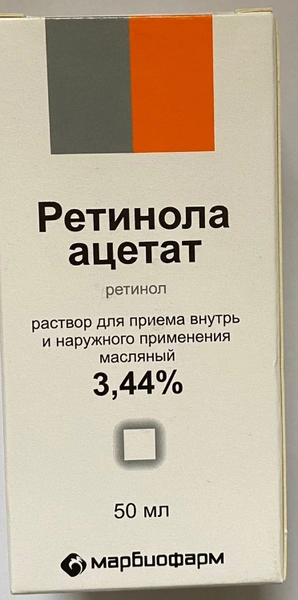 Ретинола
ацетат
ретинол
раствор для приема внутрь
и наружного применения
масляный
3,44%
50 мл
марбиофарм